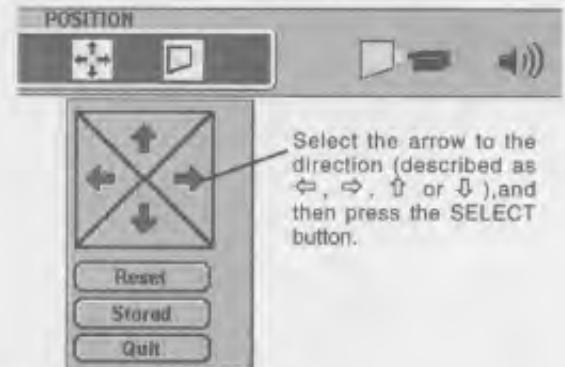 POSITION
Select the arrow to the
direction (described as
⇦, ⇨, ⇧ or ⇩ ),and
then press the SELECT
button.
Reset
Stored
Quit